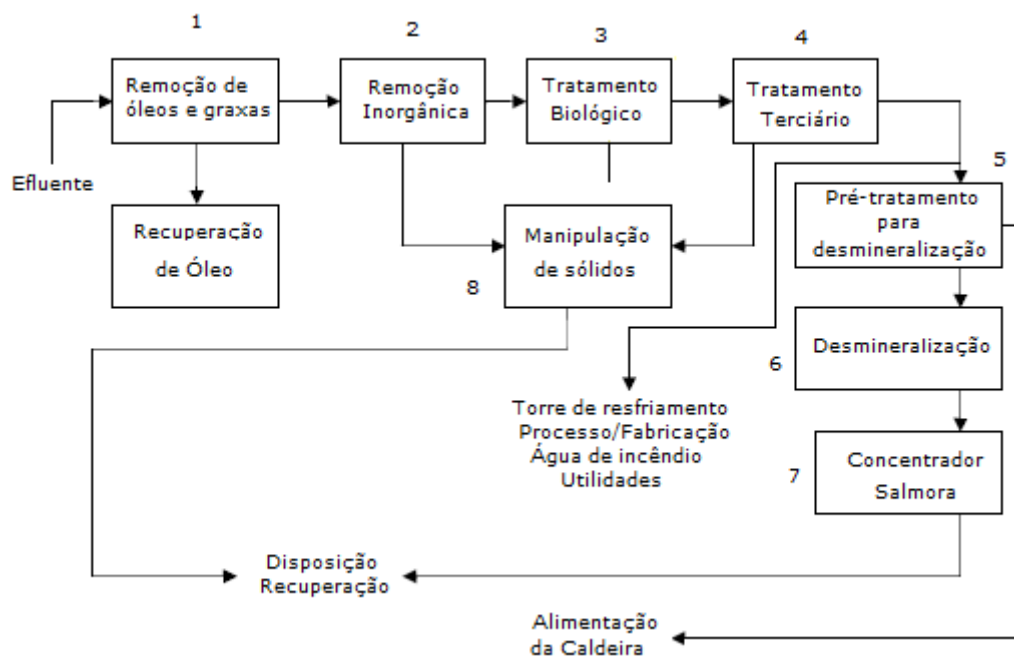 1
2
3
4
Remoção de
óleos e graxas
Remoção
Inorgânica
Tratamento
Biológico
Tratamento
Terciário
Efluente
5
Pré-tratamento
para
desmineralização
Recuperação
de Óleo
Manipulação
de sólidos
8
Desmineralização
6
Torre de resfriamento
Processo/Fabricação
Água de incêndio
Utilidades
Concentrador
Salmora
7
Disposição
Recuperação
Alimentação
da Caldeira